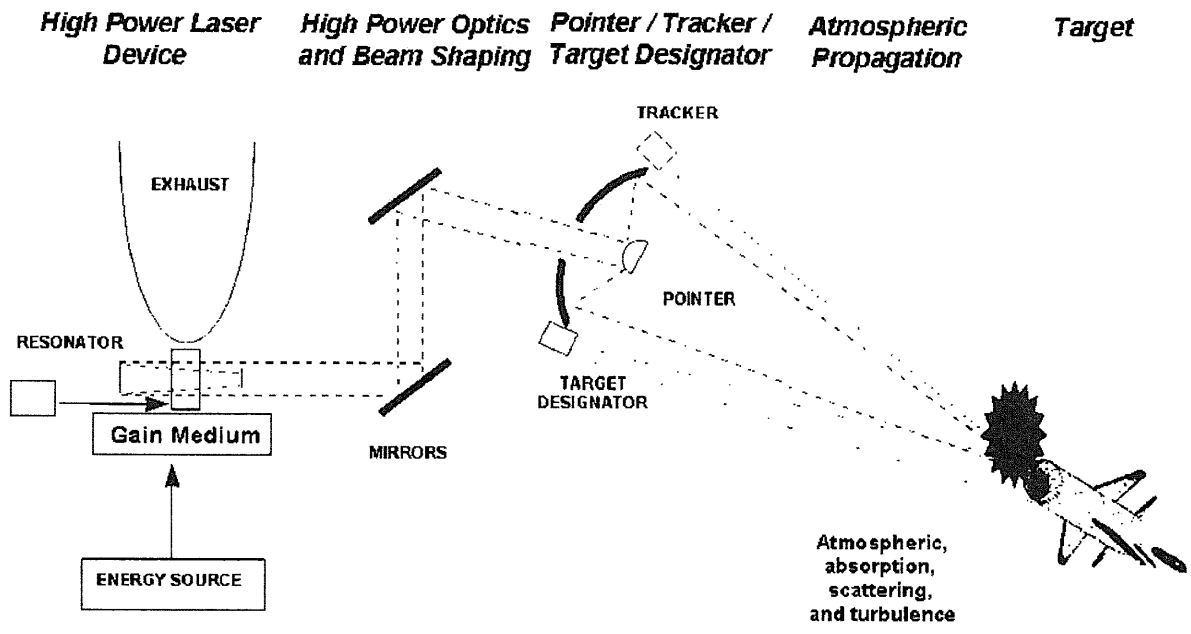 High Power Laser
Device
High Power Optics
and Beam Shaping
Pointer / Tracker /
Target Designator
Atmospheric
Propagation
Target
TRACKER
EXHAUST
POINTER
RESONATOR
TARGET
DESIGNATOR
Gain Medium
MIRRORS
ENERGY SOURCE
Atmospheric,
absorption,
scattering,
and turbulence